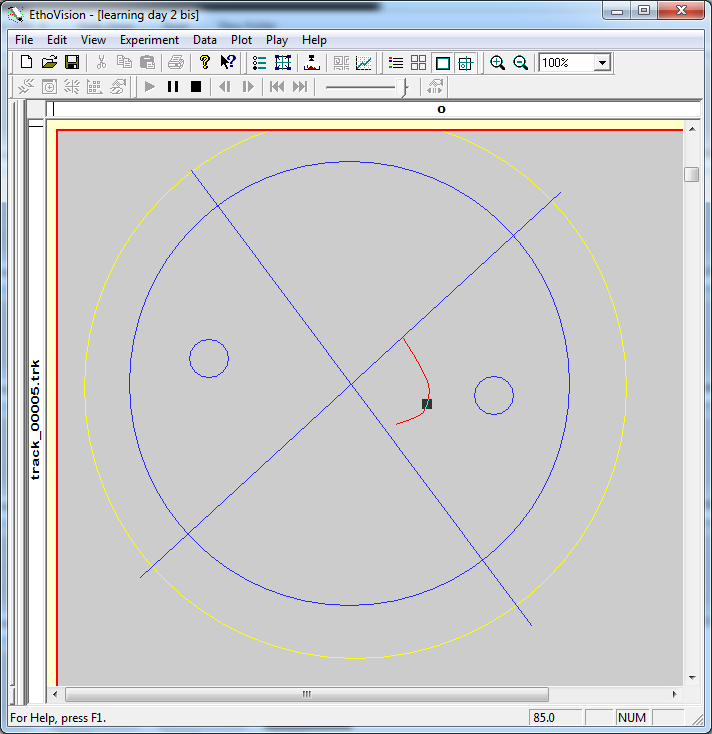 EthoVision - [learning day 2 bis]
File Edit View Experiment Data Plot Play Help
100%
0
track_00005.trk
For Help, press F1.
85.0
NUM